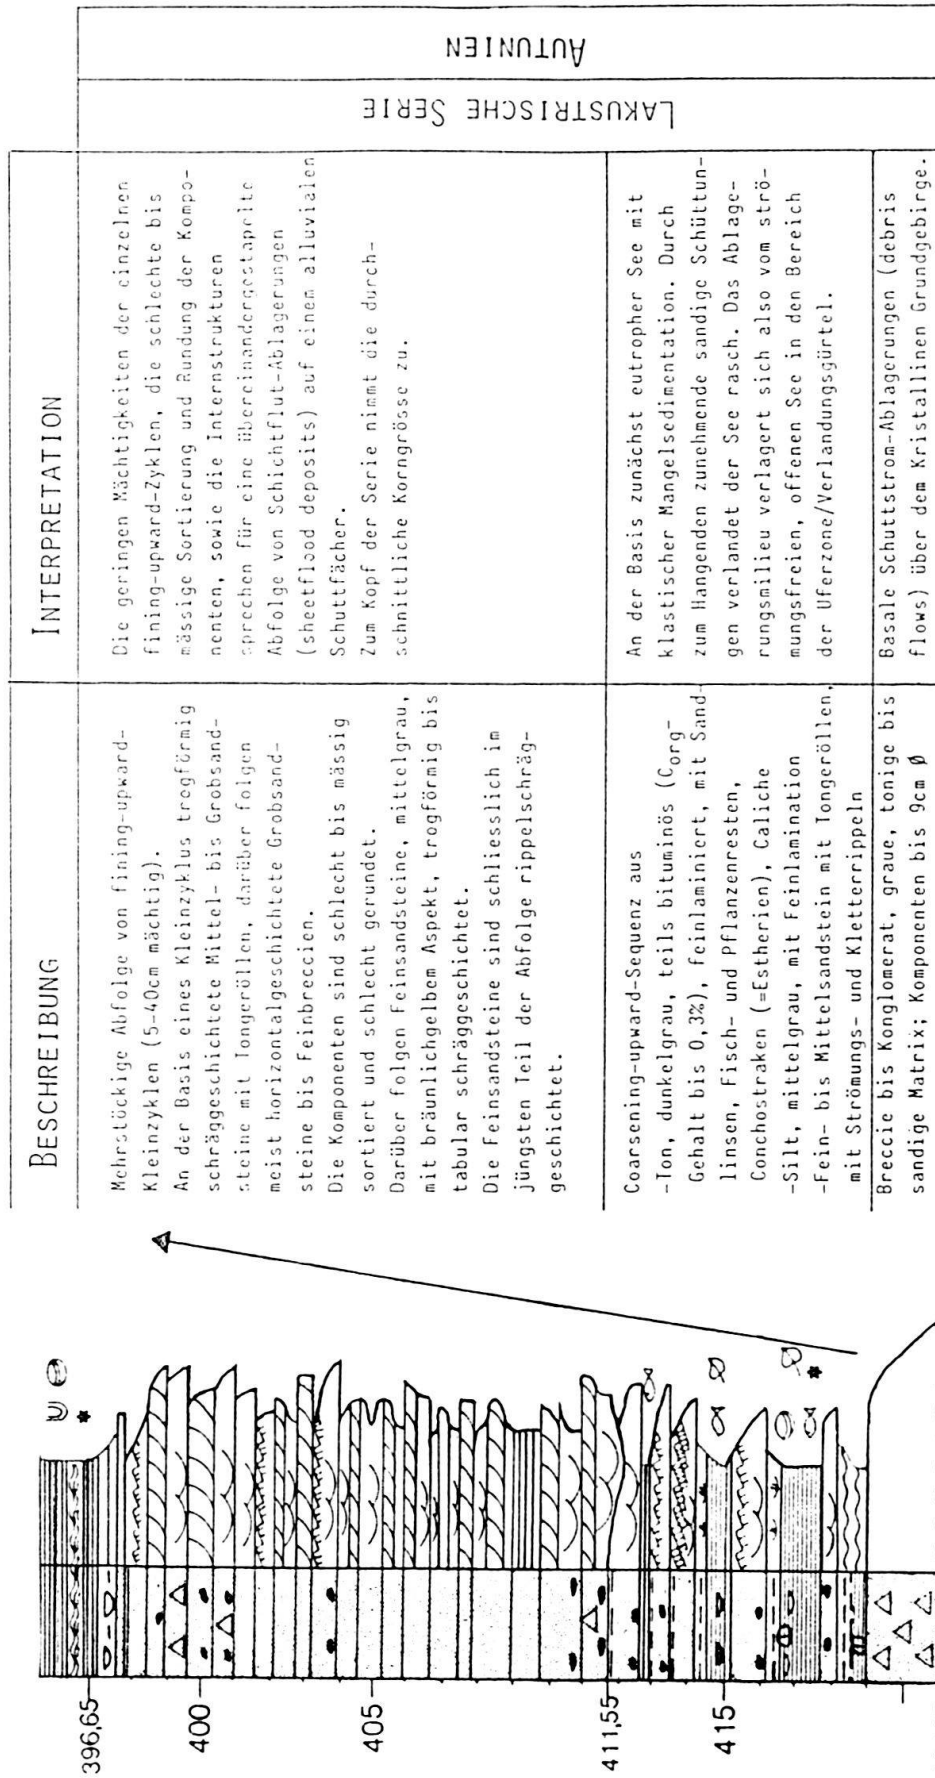 BESCHREIBUNG
INTERPRETATION
Mehrstückige Abfolge von fining-upward-
Kleinzyklen (5-40cm mächtig).
An der Basis eines Kleinzyklus trogförmig
schräggeschichtete Mittel- bis Grobsand-
steine mit Tongeröllen, darüber folgen
meist horizontalgeschichtete Grobsand-
steine bis Feinbreccien.
Die Komponenten sind schlecht bis mässig
sortiert und schlecht gerundet.
Darüber folgen Feinsandsteine, mittelgrau,
mit bräunlichgelbem Aspekt, trogförmig bis
tabular schräggeschichtet.
Die Feinsandsteine sind schliesslich im
jüngsten Teil der Abfolge rippelschräg-
geschichtet.
Die geringen Mächtigkeiten der einzelnen
fining-upward-Zyklen, die schlechte bis
mässige Sortierung und Rundung der Kompo-
nenten, sowie die Internstrukturen
sprechen für eine übereinandergestapelte
Abfolge von Schichtflut-Ablagerungen
(sheetflood deposits) auf einem alluvialen
Schuttfächer.
Zum Kopf der Serie nimmt die durch-
schnittliche Korngrösse zu.
Coarsening-upward-Sequenz aus
-Ton, dunkelgrau, teils bituminös (Corg-
Gehalt bis 0,3%), feinlaminiert, mit Sand-
linsen, Fisch- und Pflanzenresten,
Conchostraken (=Estherien), Caliche
-Silt, mittelgrau, mit Feinlamination
-Fein- bis Mittelsandstein mit Tongeröllen,
mit Strömungs- und Kletterrippeln
An der Basis zunächst eutropher See mit
klastischer Mangelsedimentation. Durch
zum Hangenden zunehmende sandige Schüttun-
gen verlandet der See rasch. Das Ablage-
rungsmilieu verlagert sich also vom strö-
mungsfreien, offenen See in den Bereich
der Uferzone/Verlandungsgürtel.
Breccie bis Konglomerat, graue, tonige bis
sandige Matrix; Komponenten bis 9cm Ø
Basale Schuttstrom-Ablagerungen (debris
flows) über dem Kristallinen Grundgebirge.
LAKUSTRISCHE SERIE
AUTUNIEN
396,65
400
405
411,55
415